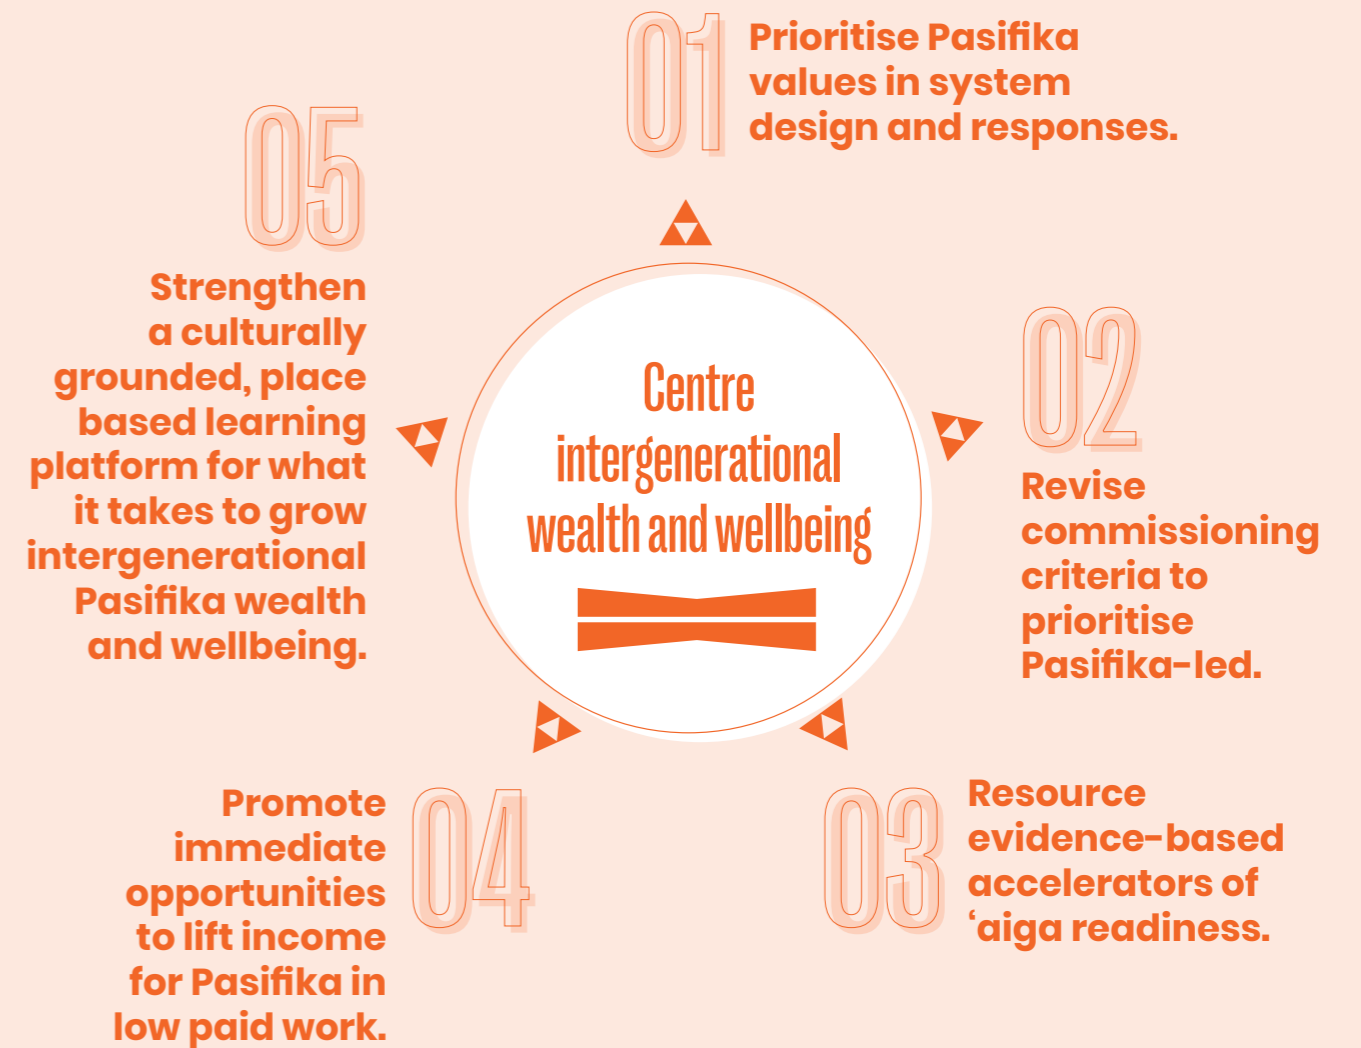 01
Prioritise Pasifika
values in system
design and responses.
02
Revise
commissioning
criteria to
prioritise
Pasifika-led.
03
Resource
evidence-based
accelerators of
‘aiga readiness.
04
Promote
immediate
opportunities
to lift income
for Pasifika in
low paid work.
05
Strengthen
a culturally
grounded, place
based learning
platform for what
it takes to grow
intergenerational
Pasifika wealth
and wellbeing.
Centre
intergenerational
wealth and wellbeing